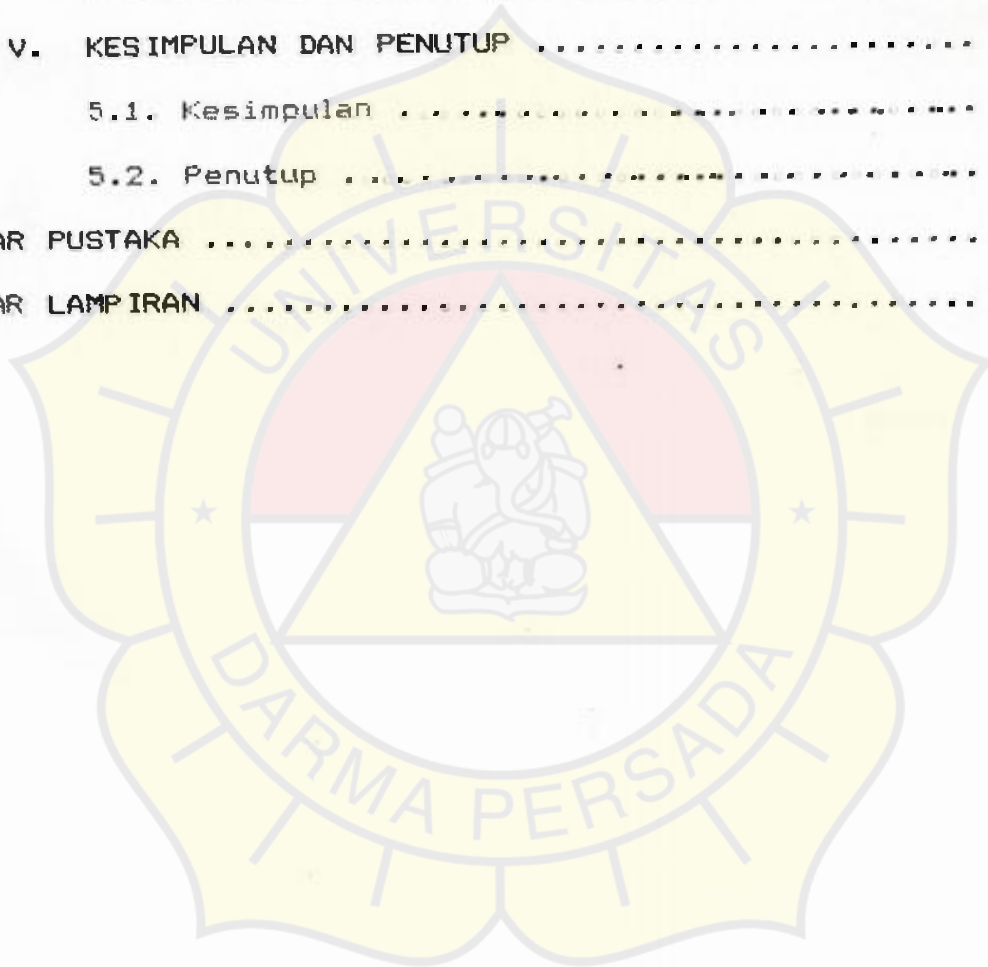 V. KESIMPULAN DAN PENUTUP ........................
5.1. Kesimpulan ..............................
5.2. Penutup .................................
AR PUSTAKA ........................................
AR LAMPIRAN .......................................
UNIVERSITAS
DARMA PERSADA